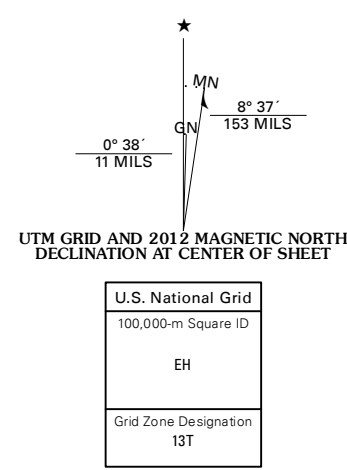 ★
MN
GN
8° 37´
153 MILS
0° 38´
11 MILS
UTM GRID AND 2012 MAGNETIC NORTH
DECLINATION AT CENTER OF SHEET
U.S. National Grid
100,000-m Square ID
EH
Grid Zone Designation
13T